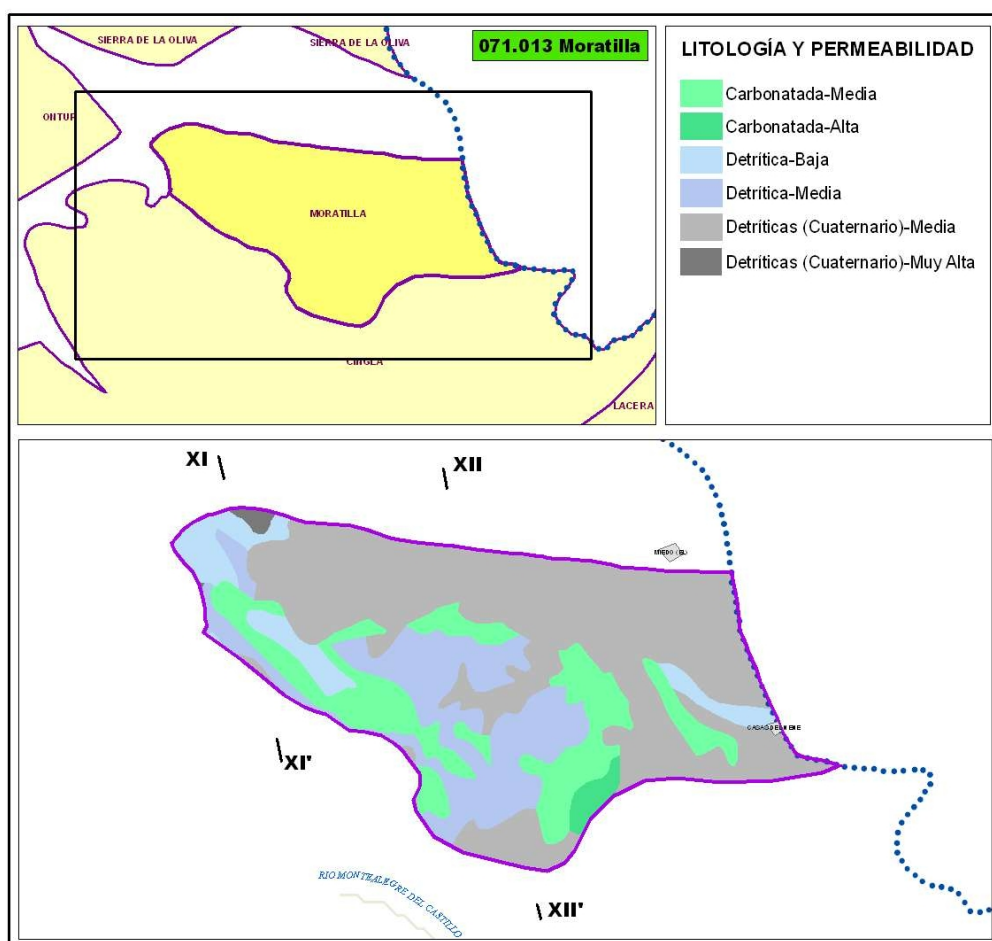 SIERRA DE LA OLIVA
SIERRA DE LA OLIVA
071.013 Moratilla
ONTUR
MORATILLA
CINGLA
LACERA
LITOLOGÍA Y PERMEABILIDAD
Carbonatada-Media
Carbonatada-Alta
Detrítica-Baja
Detrítica-Media
Detríticas (Cuaternario)-Media
Detríticas (Cuaternario)-Muy Alta
XI
XII
XI'
XII'
RIO MONTEALEGRE DEL CASTILLO